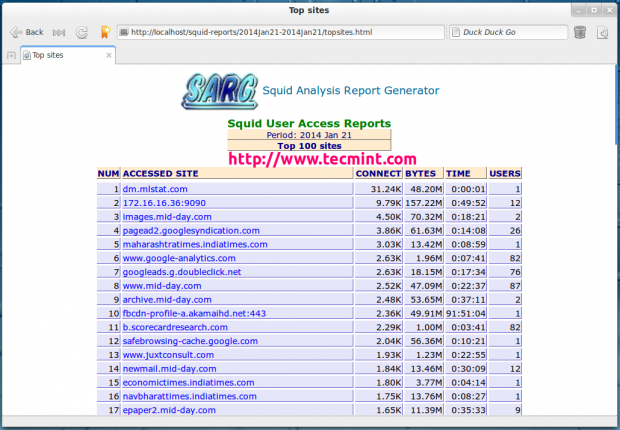 Top sites
Back
http://localhost/squid-reports/2014Jan21-2014Jan21/topsites.html
Duck Duck Go
Top sites
SARG
Squid Analysis Report Generator
Squid User Access Reports
Period: 2014 Jan 21
Top 100 sites
http://www.tecmint.com
NUM ACCESSED SITE CONNECT BYTES TIME USERS
1 dm.mlstat.com 31.24K 48.20M 0:00:01 1
2 172.16.16.36:9090 9.79K 157.22M 0:49:52 12
3 images.mid-day.com 4.50K 70.32M 0:18:21 2
4 pagead2.googlesyndication.com 3.86K 61.63M 0:14:08 26
5 maharashtratimes.indiatimes.com 3.03K 13.42M 0:08:59 1
6 www.google-analytics.com 2.63K 1.96M 0:07:41 82
7 googleads.g.doubleclick.net 2.63K 18.15M 0:17:34 76
8 www.mid-day.com 2.52K 47.09M 0:22:37 87
9 archive.mid-day.com 2.48K 53.65M 0:37:11 2
10 fbcdn-profile-a.akamaihd.net:443 2.36K 49.91M 91:51:04 1
11 b.scorecardresearch.com 2.29K 1.00M 0:03:41 82
12 safebrowsing-cache.google.com 2.04K 56.36M 0:10:21 1
13 www.juxtconsult.com 1.93K 1.23M 0:22:55 1
14 newmail.mid-day.com 1.84K 13.46M 0:30:09 12
15 economictimes.indiatimes.com 1.80K 3.77M 0:04:14 1
16 navbharattimes.indiatimes.com 1.75K 13.76M 0:08:27 1
17 epaper2.mid-day.com 1.65K 11.39M 0:35:33 9